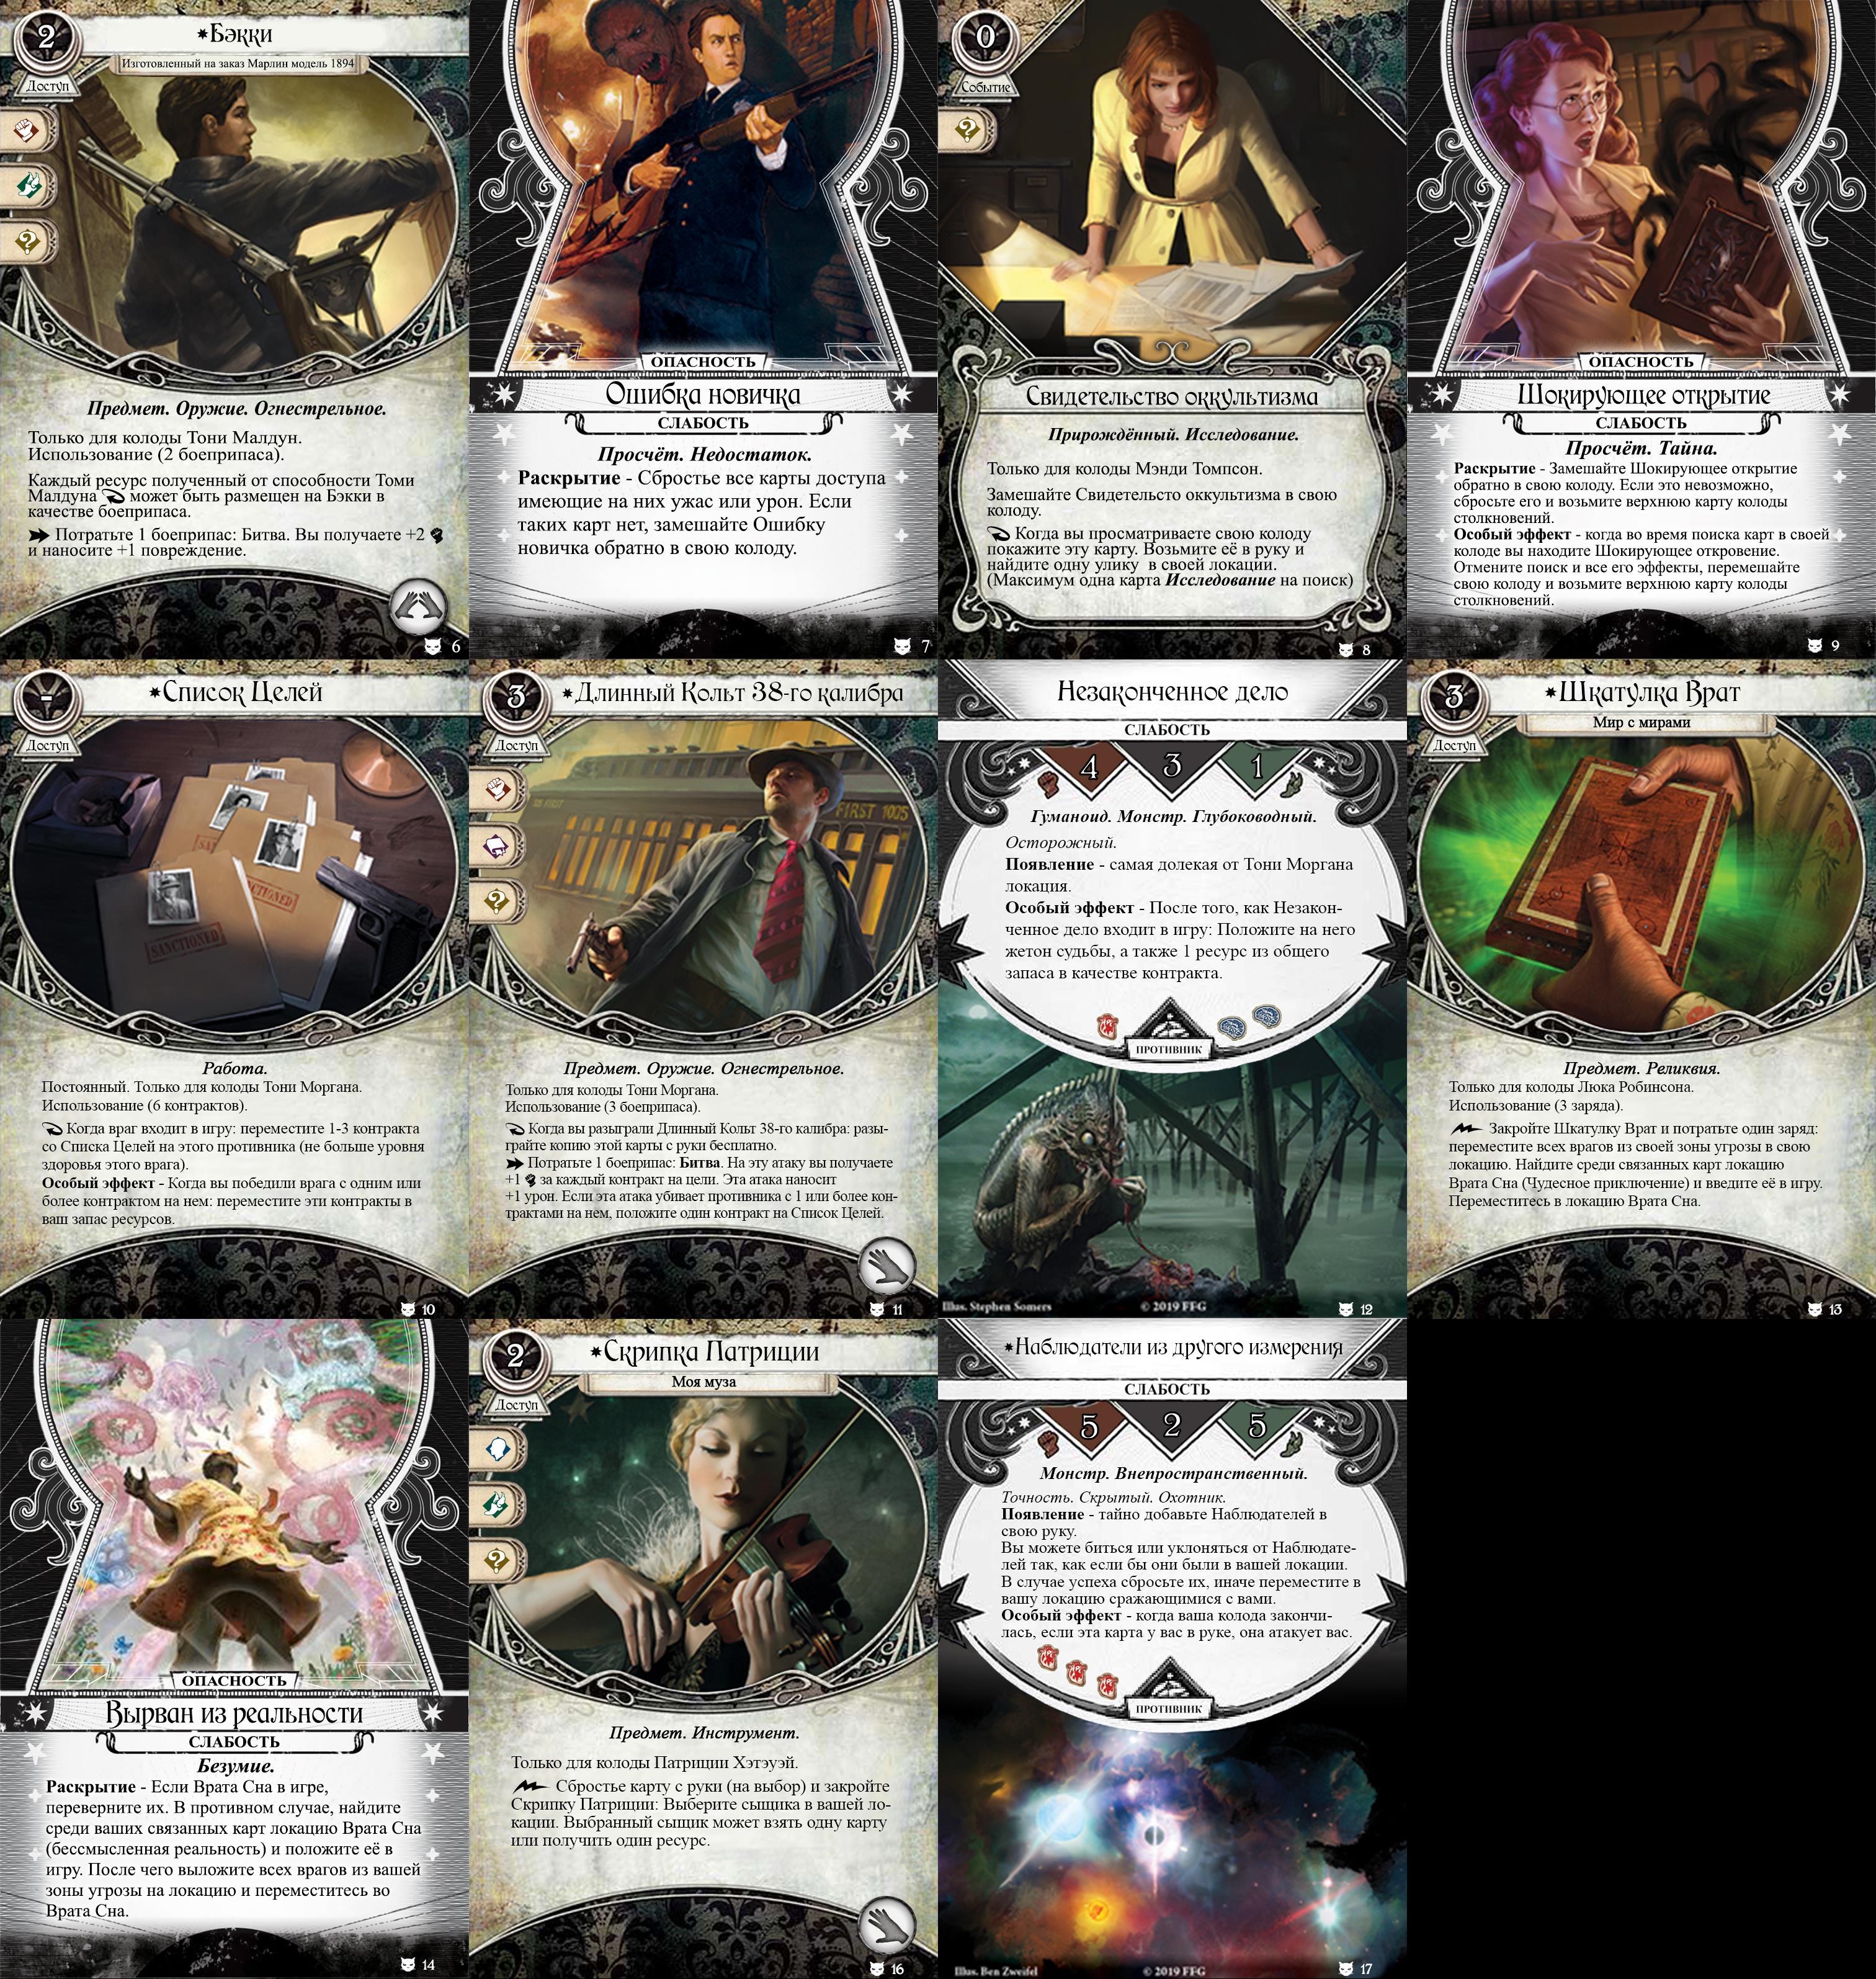 2
✷Бэкки
Изготовленный на заказ Марлин модель 1894
Доступ
Предмет. Оружие. Огнестрельное.
Только для колоды Тони Малдун.
Использование (2 боеприпаса).
Каждый ресурс полученный от способности Томи
Малдуна может быть размещен на Бэкки в
качестве боеприпаса.
Потратьте 1 боеприпас: Битва. Вы получаете +2
и наносите +1 повреждение.
6
ОПАСНОСТЬ
Ошибка новичка
СЛАБОСТЬ
Просчёт. Недостаток.
Раскрытие - Сбростье все карты доступа
имеющие на них ужас или урон. Если
таких карт нет, замешайте Ошибку
новичка обратно в свою колоду.
7
0
Событие
Свидетельство оккультизма
Прирождённый. Исследование.
Только для колоды Мэнди Томпсон.
Замешайте Свидетельсто оккультизма в свою
колоду.
Когда вы просматриваете свою колоду
покажите эту карту. Возьмите её в руку и
найдите одну улику в своей локации.
(Максимум одна карта Исследование на поиск)
8
ОПАСНОСТЬ
Шокирующее открытие
СЛАБОСТЬ
Просчёт. Тайна.
Раскрытие - Замешайте Шокирующее открытие
обратно в свою колоду. Если это невозможно,
сбросьте его и возьмите верхнюю карту колоды
столкновений.
Особый эффект - когда во время поиска карт в своей
колоде вы находите Шокирующее откровение.
Отмените поиск и все его эффекты, перемешайте
свою колоду и возьмите верхнюю карту колоды
столкновений.
9
-
✷Список Целей
Доступ
SANCTIONED
SANCTIONED
Работа.
Постоянный. Только для колоды Тони Моргана.
Использование (6 контрактов).
Когда враг входит в игру: переместите 1-3 контракта
со Списка Целей на этого противника (не больше уровня
здоровья этого врага).
Особый эффект - Когда вы победили врага с одним или
более контрактом на нем: переместите эти контракты в
ваш запас ресурсов.
10
3
✷Длинный Кольт 38-го калибра
Доступ
FIRST 1005
Предмет. Оружие. Огнестрельное.
Только для колоды Тони Моргана.
Использование (3 боеприпаса).
Когда вы разыграли Длинный Кольт 38-го калибра: разы-
грайте копию этой карты с руки бесплатно.
Потратьте 1 боеприпас: Битва. На эту атаку вы получаете
+1 за каждый контракт на цели. Эта атака наносит
+1 урон. Если эта атака убивает противника с 1 или более кон-
трактами на нем, положите один контракт на Список Целей.
11
Незаконченное дело
СЛАБОСТЬ
4 3 1
Гуманоид. Монстр. Глубоководный.
Осторожный.
Появление - самая долекая от Тони Моргана
локация.
Особый эффект - После того, как Незакон-
ченное дело входит в игру: Положите на него
жетон судьбы, а также 1 ресурс из общего
запаса в качестве контракта.
ПРОТИВНИК
Illus. Stephen Somers
© 2019 FFG
12
3
✷Шкатулка Врат
Мир с мирами
Доступ
Предмет. Реликвия.
Только для колоды Люка Робинсона.
Использование (3 заряда).
Закройте Шкатулку Врат и потратьте один заряд:
переместите всех врагов из своей зоны угрозы в свою
локацию. Найдите среди связанных карт локацию
Врата Сна (Чудесное приключение) и введите её в игру.
Переместитесь в локацию Врата Сна.
13
ОПАСНОСТЬ
Вырван из реальности
СЛАБОСТЬ
Безумие.
Раскрытие - Если Врата Сна в игре,
переверните их. В противном случае, найдите
среди ваших связанных карт локацию Врата Сна
(бессмысленная реальность) и положите её в
игру. После чего выложите всех врагов из вашей
зоны угрозы на локацию и переместитесь во
Врата Сна.
14
2
✷Скрипка Патриции
Моя муза
Доступ
Предмет. Инструмент.
Только для колоды Патриции Хэтэуэй.
Сбростье карту с руки (на выбор) и закройте
Скрипку Патриции: Выберите сыщика в вашей ло-
кации. Выбранный сыщик может взять одну карту
или получить один ресурс.
16
✷Наблюдатели из другого измерения
СЛАБОСТЬ
5 2 5
Монстр. Внепространственный.
Точность. Скрытый. Охотник.
Появление - тайно добавьте Наблюдателей в
свою руку.
Вы можете биться или уклоняться от Наблюдате-
лей так, как если бы они были в вашей локации.
В случае успеха сбросьте их, иначе переместите в
вашу локацию сражающимися с вами.
Особый эффект - когда ваша колода закончи-
лась, если эта карта у вас в руке, она атакует вас.
ПРОТИВНИК
Illus. Ben Zweifel
© 2019 FFG
17